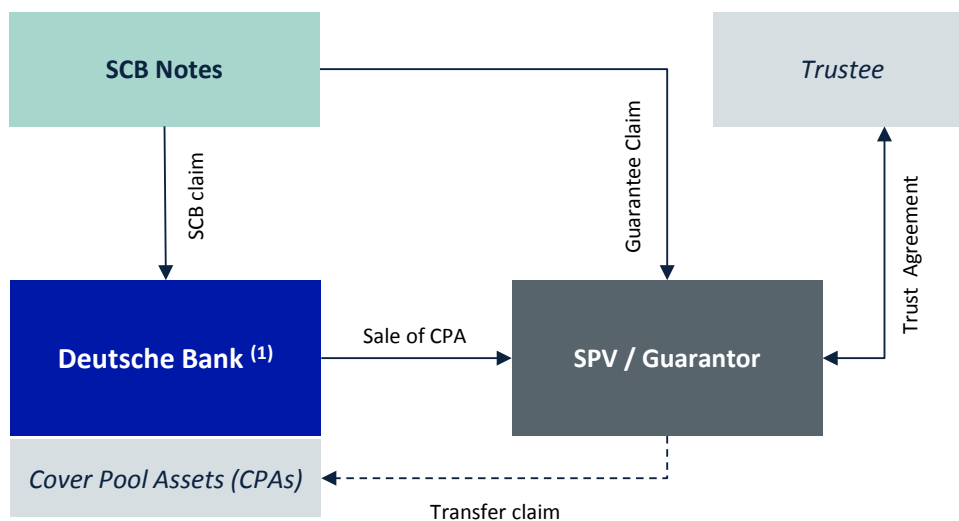 SCB Notes
Trustee
SCB claim
Guarantee Claim
Trust Agreement
Deutsche Bank (1)
Sale of CPA
SPV / Guarantor
Cover Pool Assets (CPAs)
Transfer claim